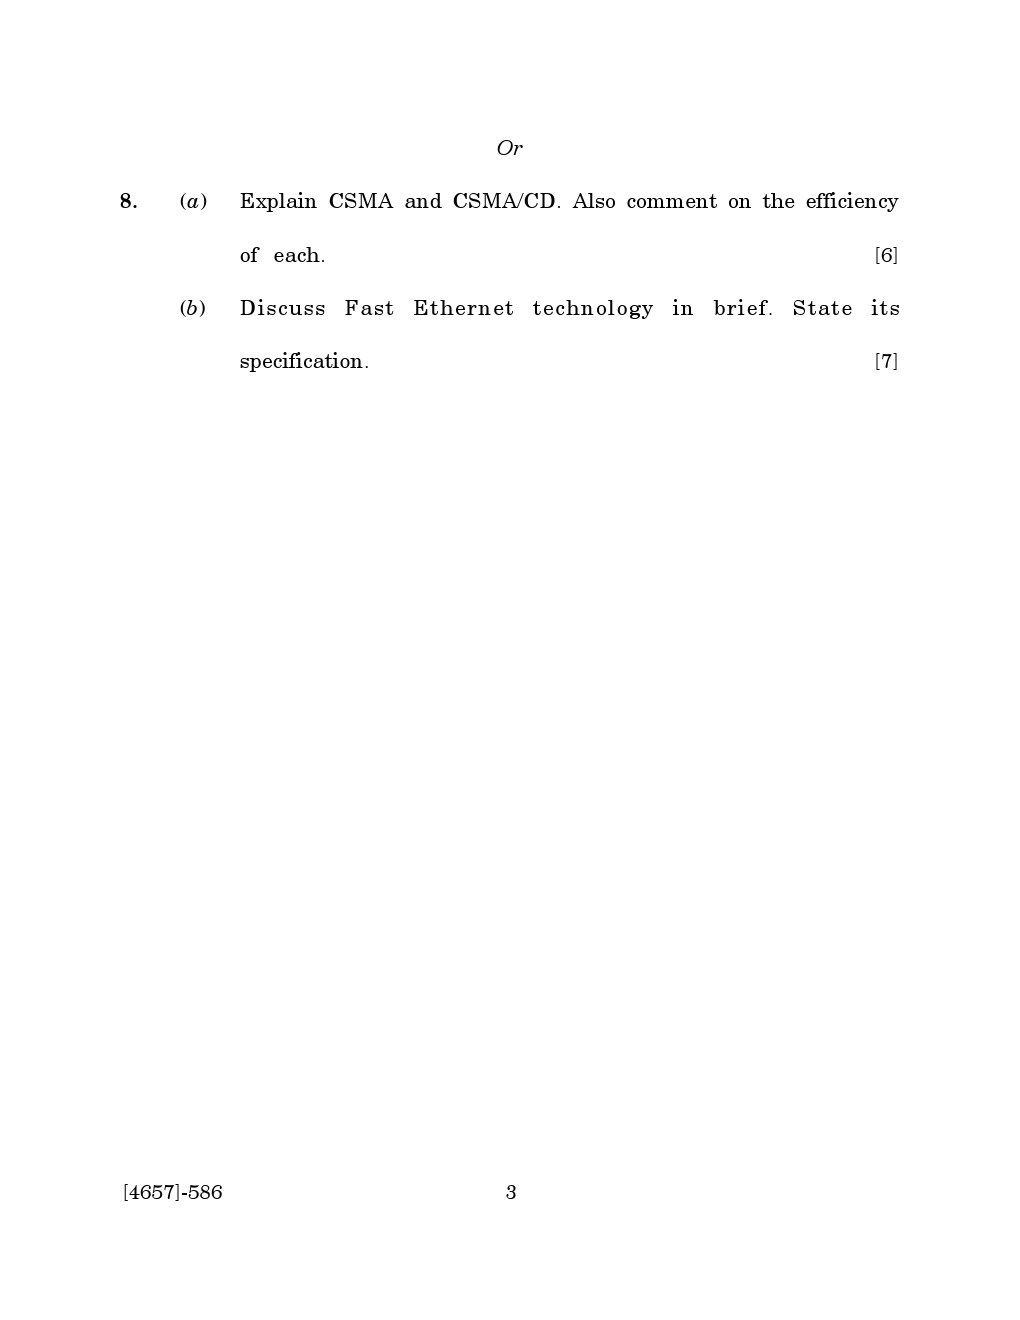 Or
8. (a) Explain CSMA and CSMA/CD. Also comment on the efficiency
of each. [6]
(b) Discuss Fast Ethernet technology in brief. State its
specification. [7]
[4657]-586 3